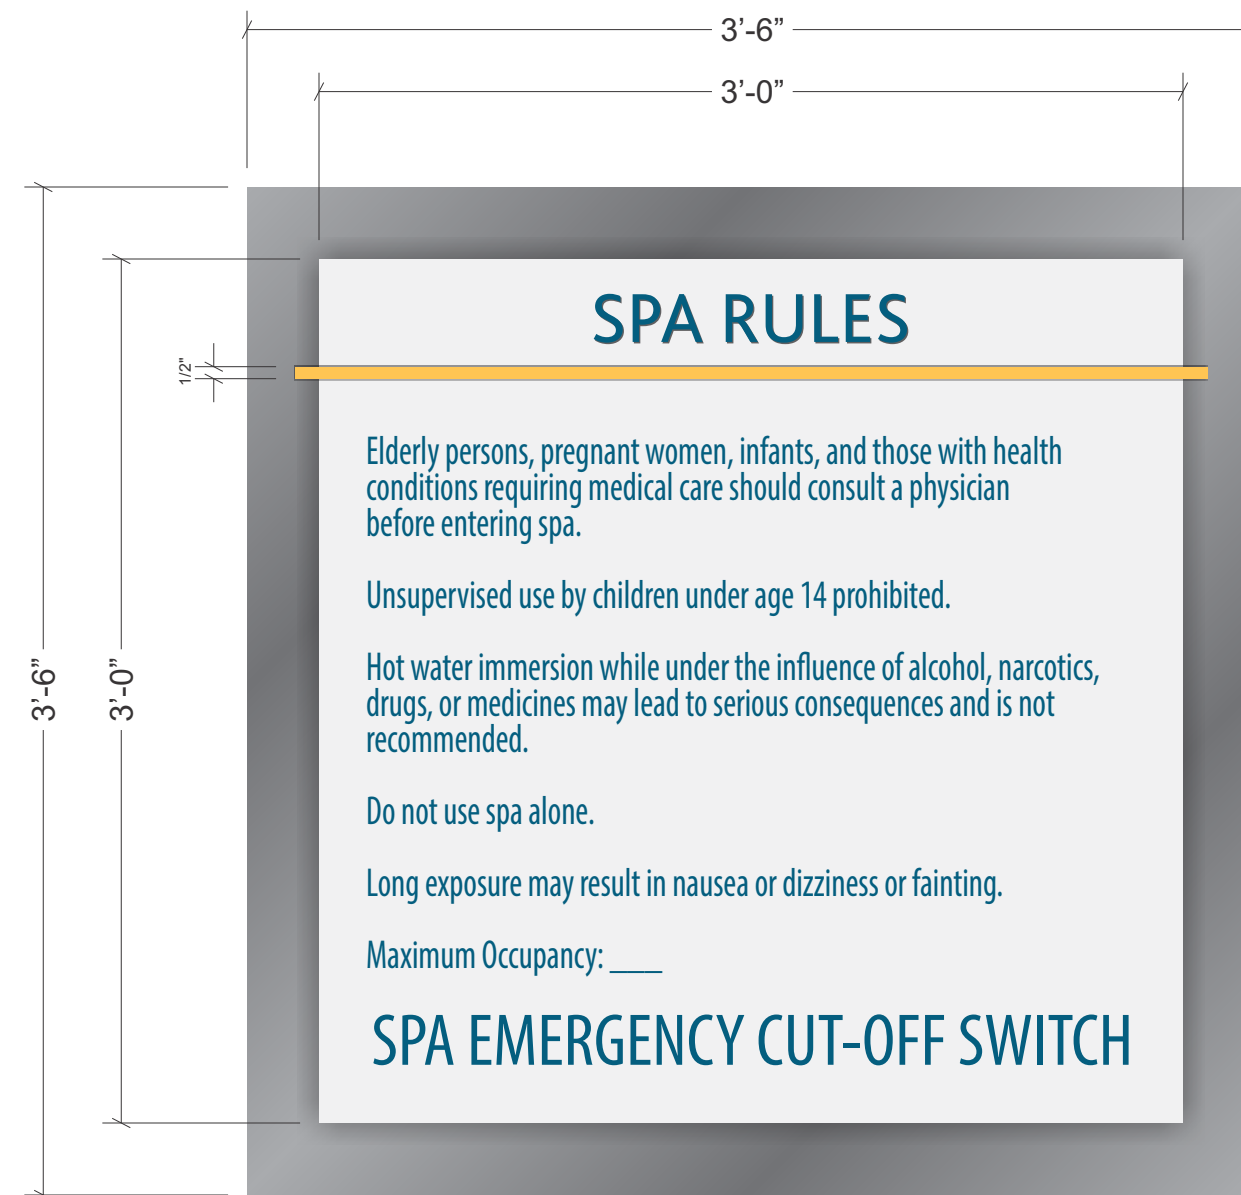 3’-6”
3’-0”
SPA RULES
1/2"
Elderly persons, pregnant women, infants, and those with health
conditions requiring medical care should consult a physician
before entering spa.
Unsupervised use by children under age 14 prohibited.
Hot water immersion while under the influence of alcohol, narcotics,
drugs, or medicines may lead to serious consequences and is not
recommended.
3’-6”
3’-0”
Do not use spa alone.
Long exposure may result in nausea or dizziness or fainting.
Maximum Occupancy: ___
SPA EMERGENCY CUT-OFF SWITCH